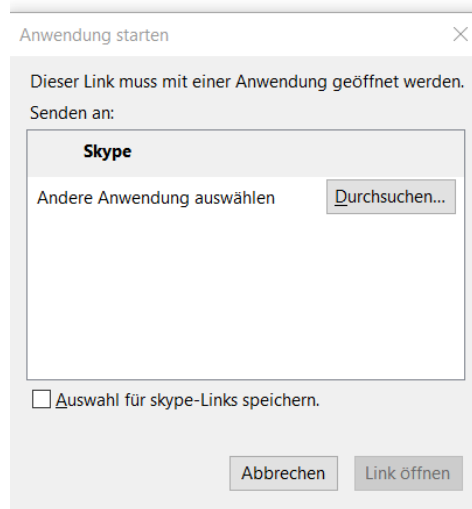 Anwendung starten
Dieser Link muss mit einer Anwendung geöffnet werden.
Senden an:
Skype
Andere Anwendung auswählen Durchsuchen...
Auswahl für skype-Links speichern.
Abbrechen Link öffnen